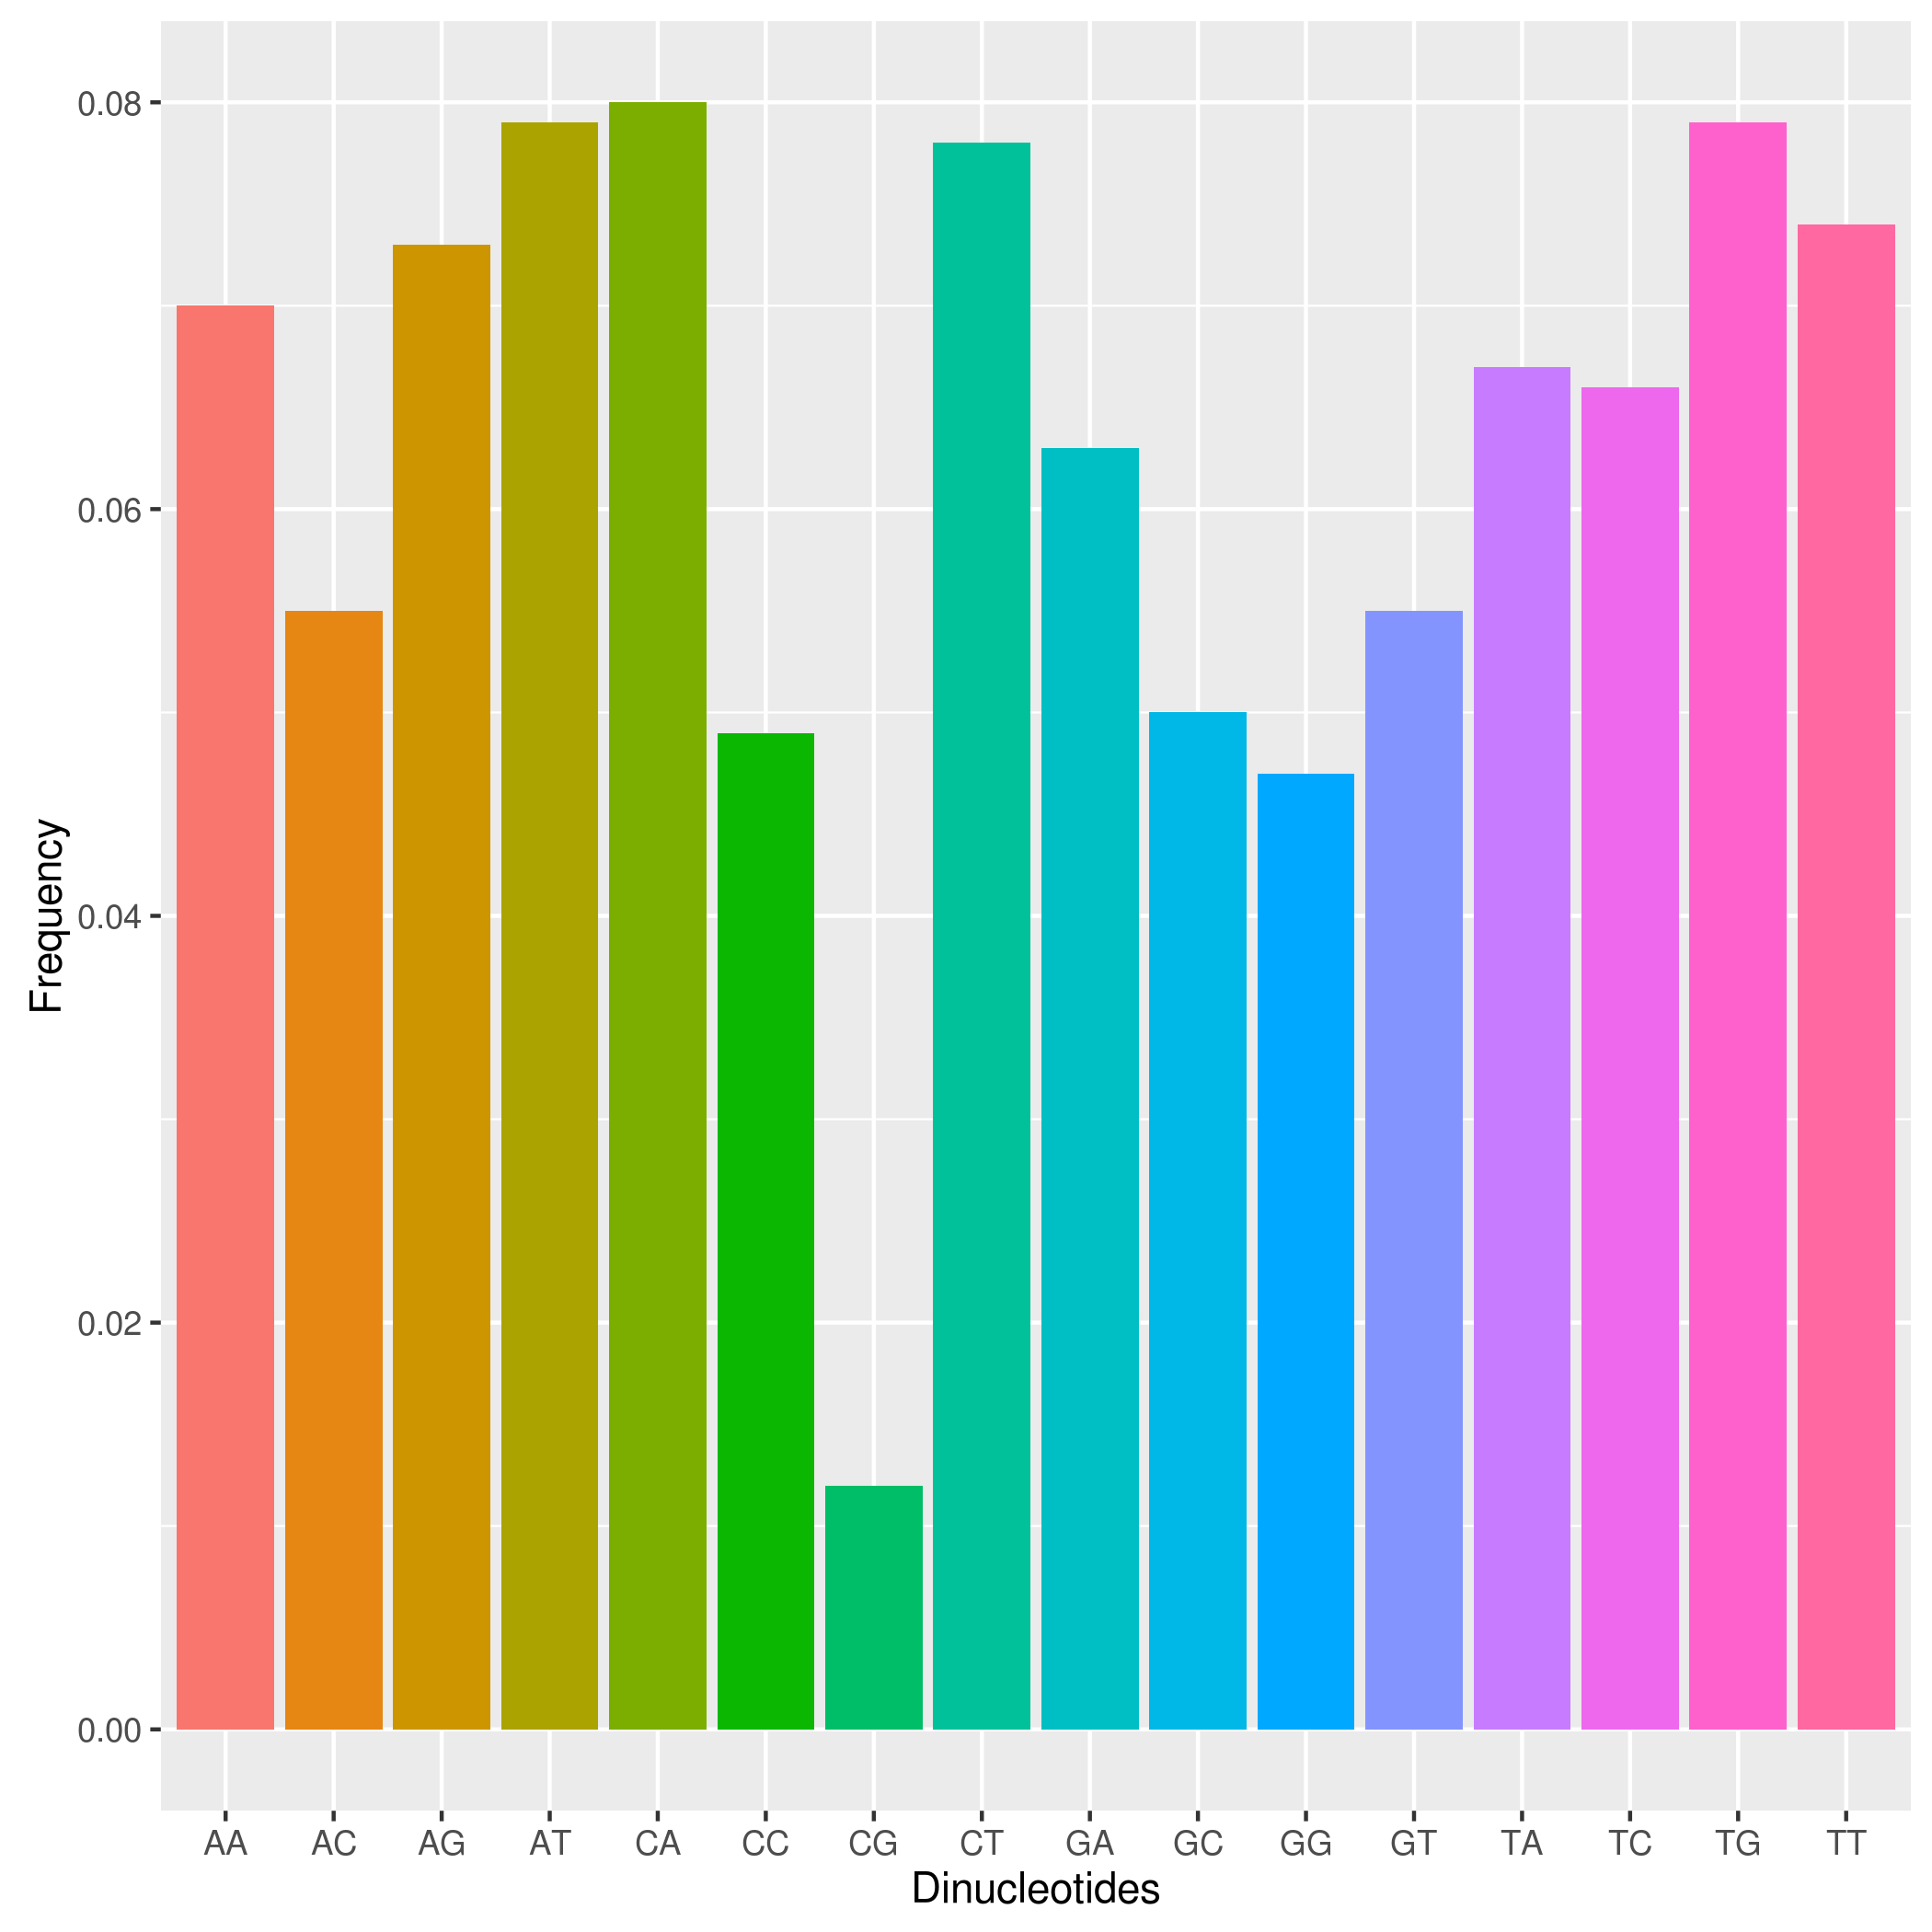 0.08
0.06
0.04
0.02
0.00
Frequency
AA AC AG AT CA CC CG CT GA GC GG GT TA TC TG TT
Dinucleotides